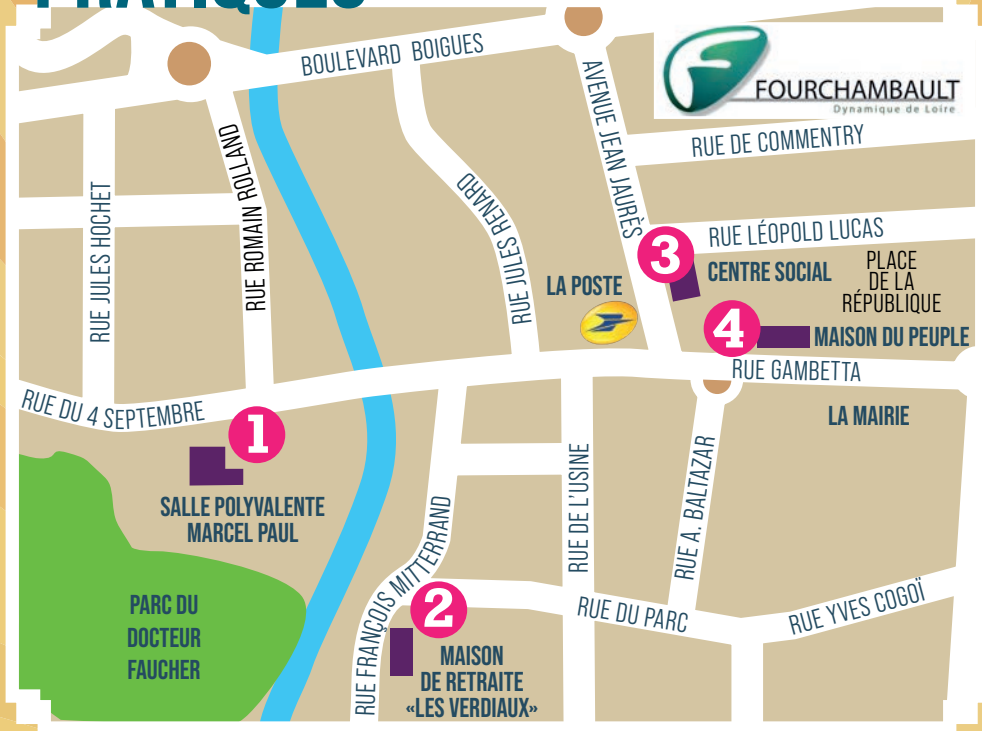 PRATIQUES
BOULEVARD BOIGUES
FOURCHAMBAULT
Dynamique de Loire
AVENUE JEAN JAURÈS
RUE DE COMMENTRY
RUE JULES HOCHET
RUE ROMAIN ROLLAND
RUE JULES RENARD
RUE LÉOPOLD LUCAS
3
CENTRE SOCIAL
PLACE
DE LA
RÉPUBLIQUE
LA POSTE
4
MAISON DU PEUPLE
RUE GAMBETTA
RUE DU 4 SEPTEMBRE
1
LA MAIRIE
SALLE POLYVALENTE
MARCEL PAUL
RUE FRANÇOIS MITTERRAND
RUE DE L'USINE
RUE A. BALTAZAR
PARC DU
DOCTEUR
FAUCHER
2
RUE DU PARC
RUE YVES COGOÏ
MAISON
DE RETRAITE
«LES VERDIAUX»